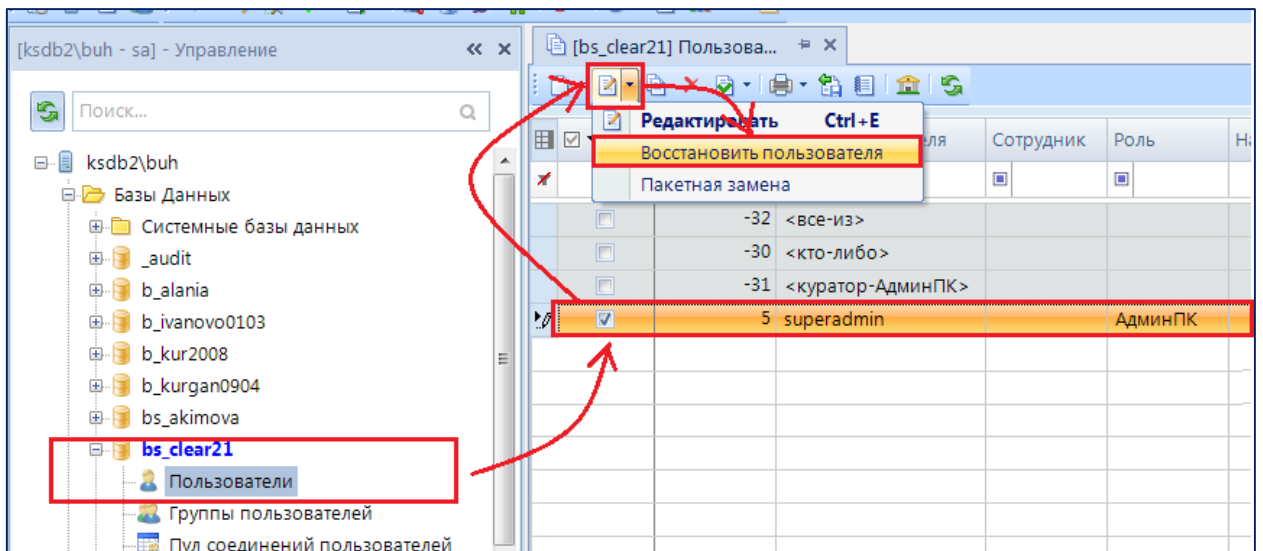 [ksdb2\buh - sa] - Управление
Поиск...
ksdb2\buh
Базы Данных
Системные базы данных
_audit
b_alania
b_ivanovo0103
b_kur2008
b_kurgan0904
bs_akimova
bs_clear21
Пользователи
Группы пользователей
Пул соединений пользователей
[bs_clear21] Пользова...
Редактировать Ctrl+E
Восстановить пользователя
Пакетная замена
Сотрудник Роль
-32 <все-из>
-30 <кто-либо>
-31 <куратор-АдминПК>
5 superadmin АдминПК